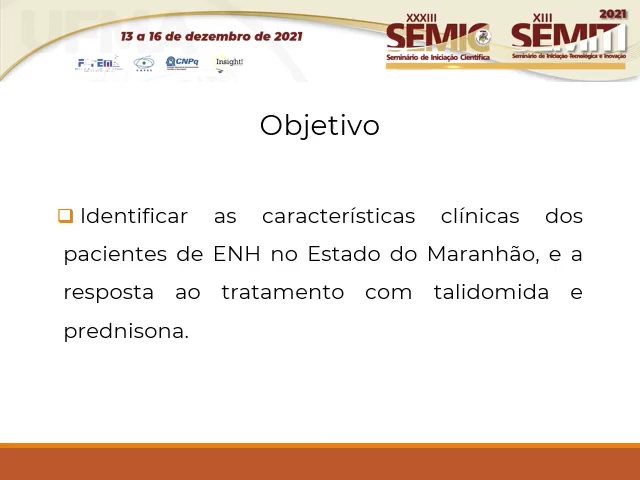 13 a 16 de dezembro de 2021
CNPq
Insight!
XXXIII
SEMIC
Seminário de Iniciação Científica
XIII
2021
Seminário de Iniciação Tecnológica e Inovação
Objetivo
Identificar as características clínicas dos
pacientes de ENH no Estado do Maranhão, e a
resposta ao tratamento com talidomida e
prednisona.